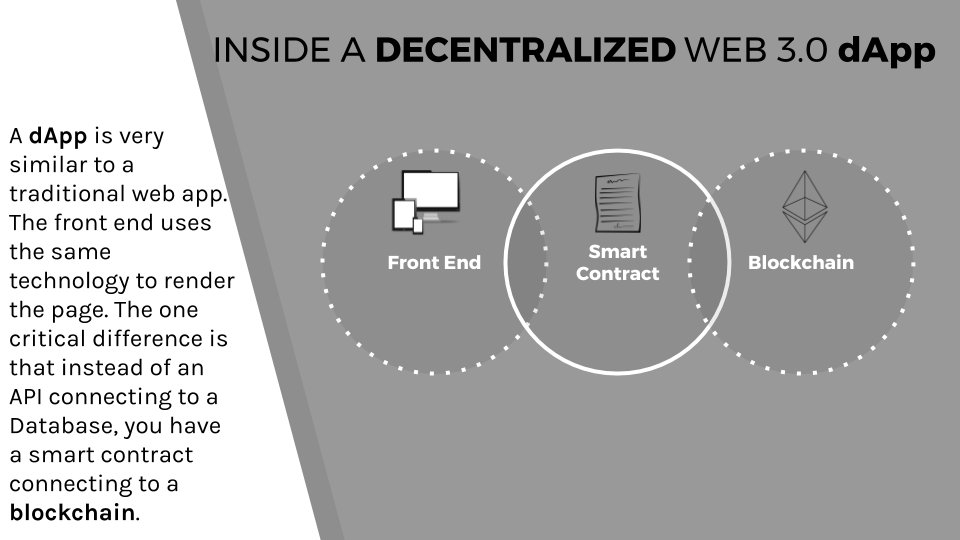 INSIDE A DECENTRALIZED WEB 3.0 dApp
A dApp is very
similar to a
traditional web app.
The front end uses
the same
technology to render
the page. The one
critical difference is
that instead of an
API connecting to a
Database, you have
a smart contract
connecting to a
blockchain.
Front End
Smart
Contract
Blockchain